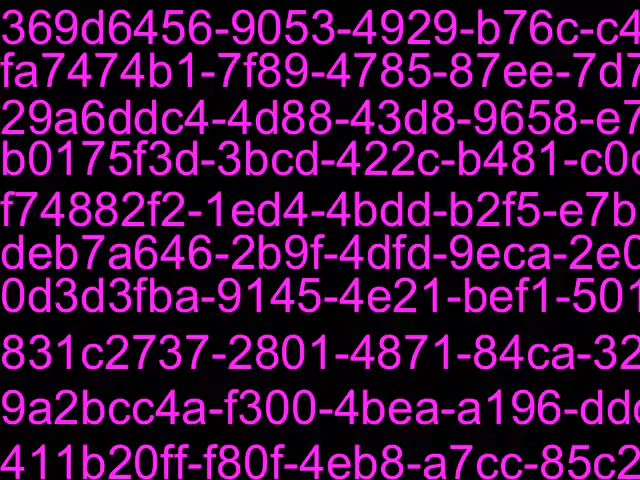 369d6456-9053-4929-b76c-c4
fa7474b1-7f89-4785-87ee-7d7
29a6ddc4-4d88-43d8-9658-e7
b0175f3d-3bcd-422c-b481-c0c
f74882f2-1ed4-4bdd-b2f5-e7b
deb7a646-2b9f-4dfd-9eca-2e0
0d3d3fba-9145-4e21-bef1-501
831c2737-2801-4871-84ca-32
9a2bcc4a-f300-4bea-a196-ddc
411b20ff-f80f-4eb8-a7cc-85c2